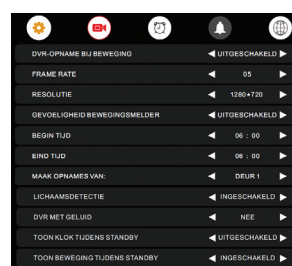 DVR-OPNAME BIJ BEWEGING ◀ UITGESCHAKELD ▶
FRAME RATE ◀ 05 ▶
RESOLUTIE ◀ 1280*720 ▶
GEVOELIGHEID BEWEGINGSMELDER ◀ UITGESCHAKELD ▶
BEGIN TIJD ◀ 06 : 00 ▶
EIND TIJD ◀ 06 : 00 ▶
MAAK OPNAMES VAN: ◀ DEUR 1 ▶
LICHAAMSDETECTIE ◀ INGESCHAKELD ▶
DVR MET GELUID ◀ NEE ▶
TOON KLOK TIJDENS STANDBY ◀ UITGESCHAKELD ▶
TOON BEWEGING TIJDENS STANDBY ◀ INGESCHAKELD ▶